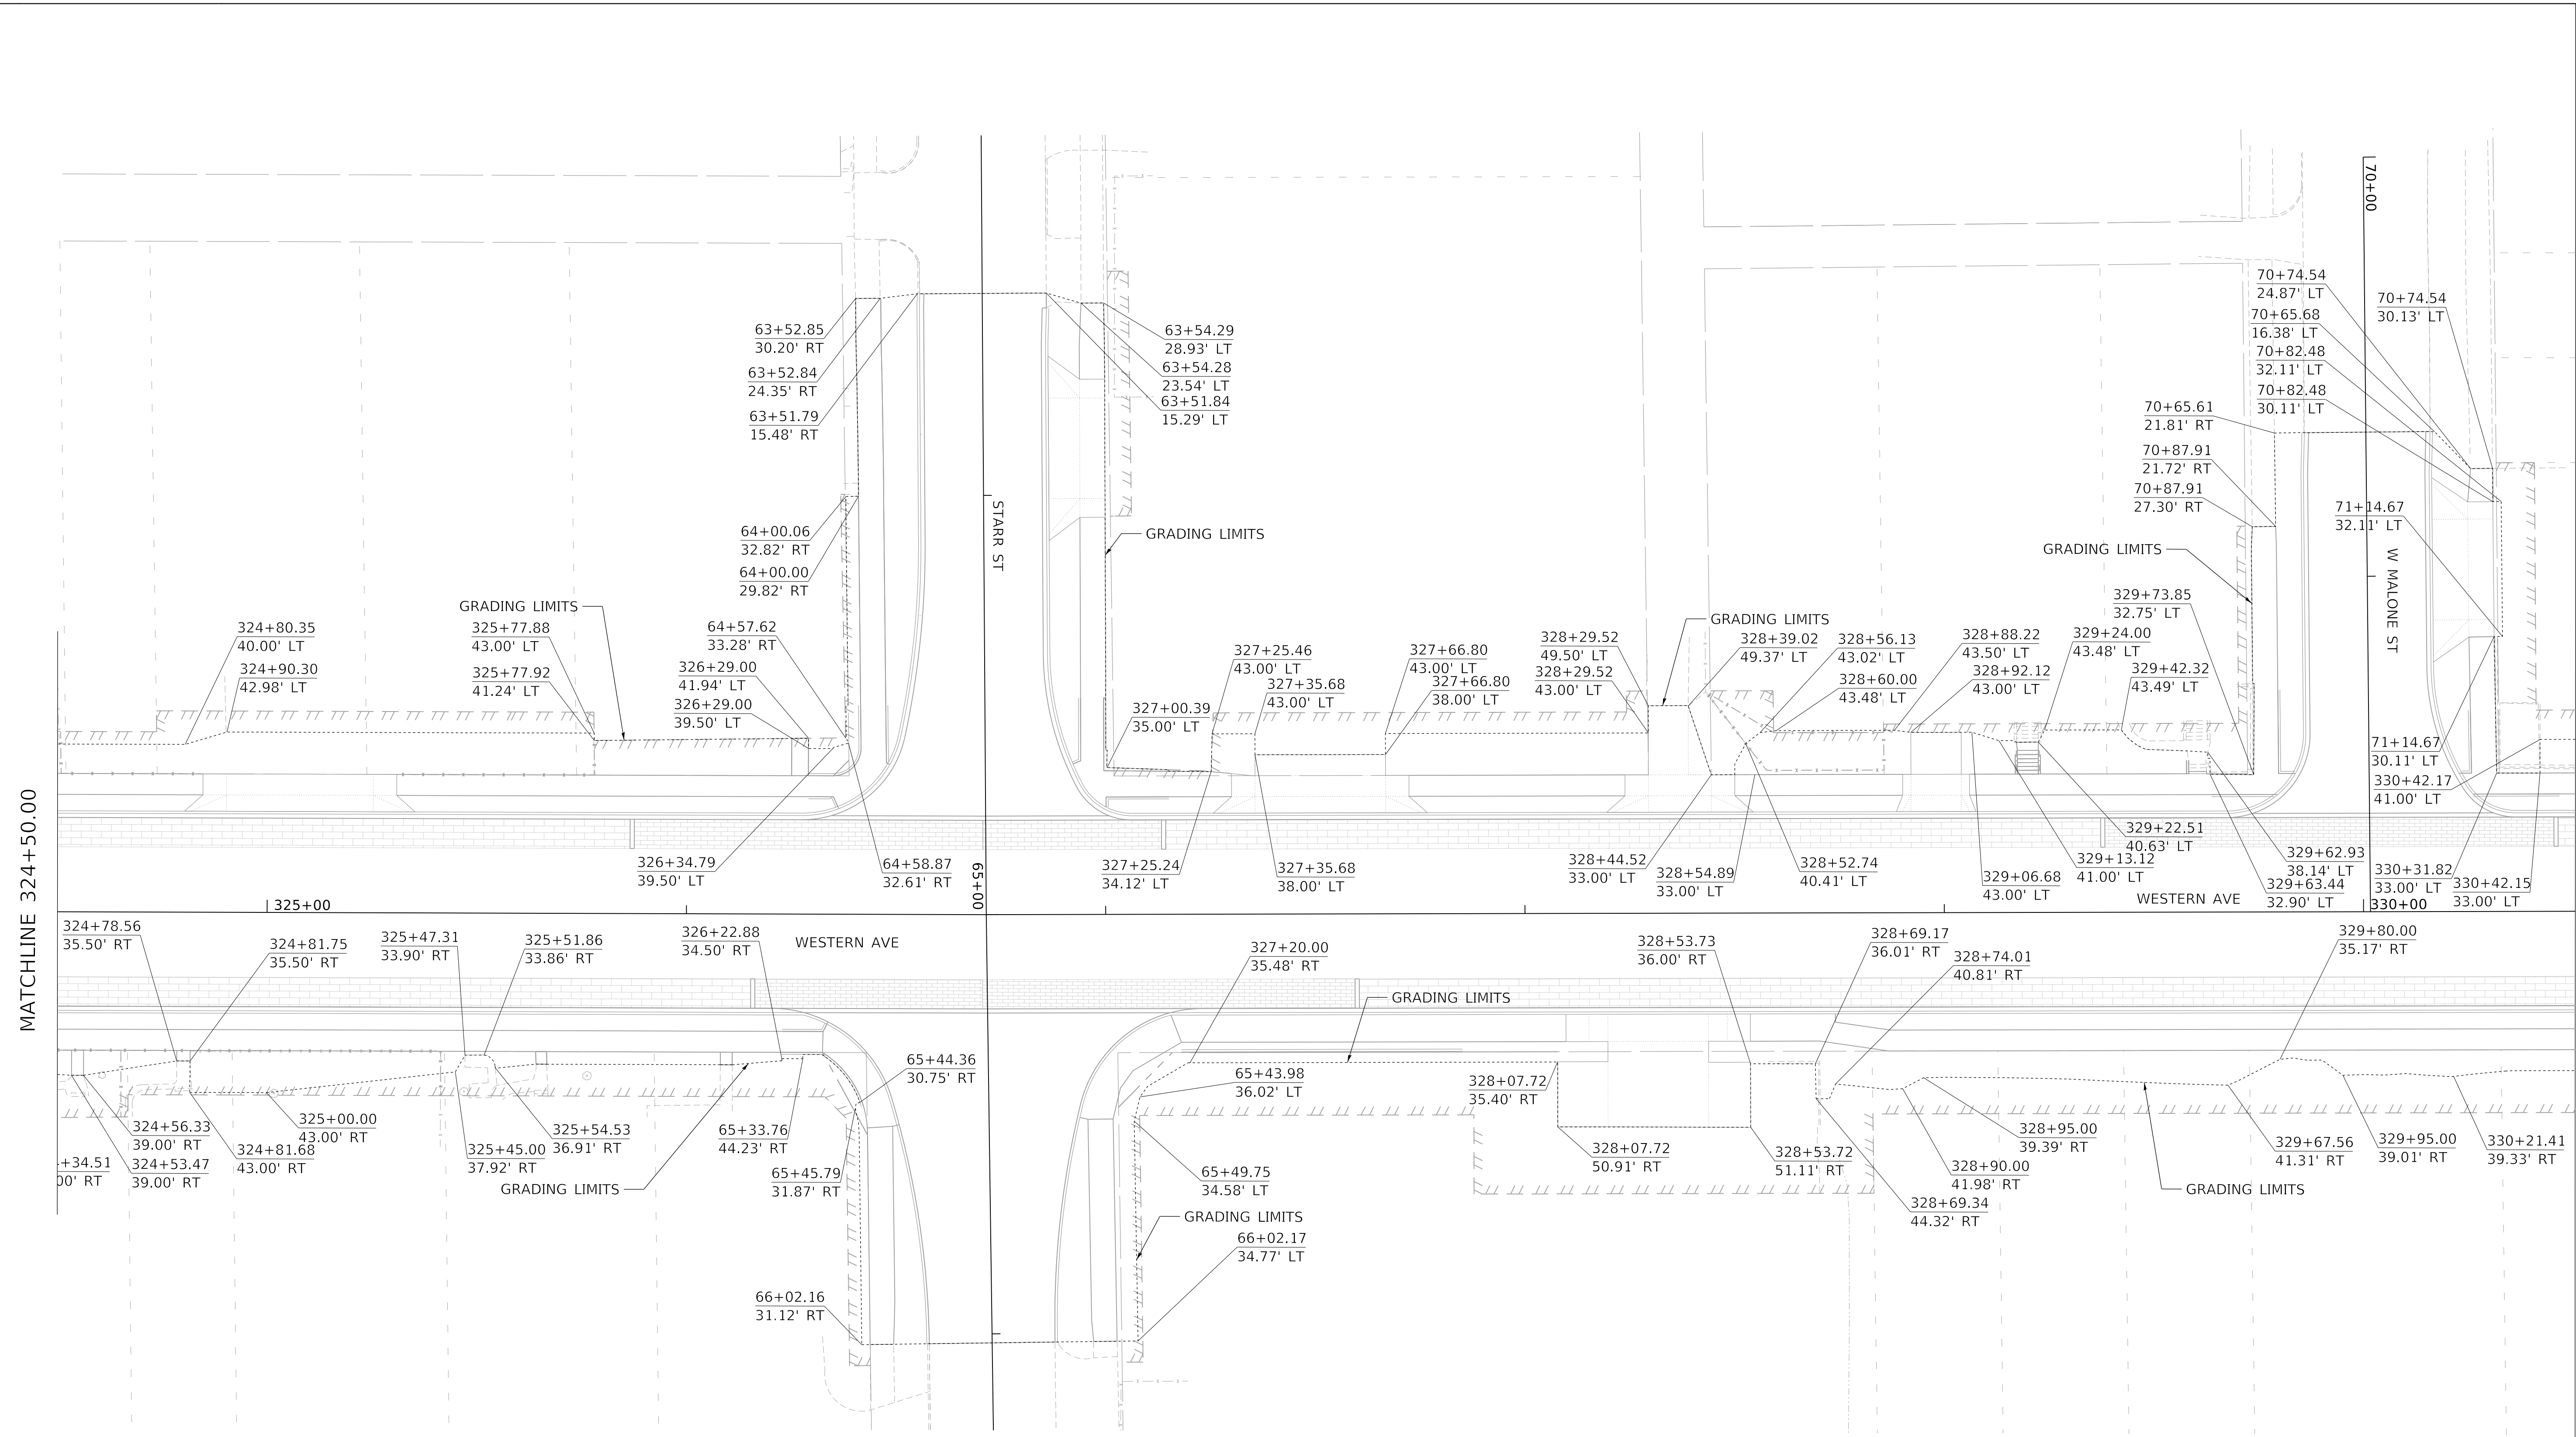 70+00
70+74.54
24.87' LT
70+74.54
30.13' LT
70+65.68
16.38' LT
70+82.48
32.11' LT
70+82.48
30.11' LT
70+65.61
21.81' RT
70+87.91
21.72' RT
70+87.91
27.30' RT
71+14.67
32.11' LT
63+52.85
30.20' RT
63+52.84
24.35' RT
63+51.79
15.48' RT
63+54.29
28.93' LT
63+54.28
23.54' LT
63+51.84
15.29' LT
64+00.06
32.82' RT
64+00.00
29.82' RT
STARR ST
GRADING LIMITS
GRADING LIMITS
W MALONE ST
GRADING LIMITS
324+80.35
40.00' LT
324+90.30
42.98' LT
325+77.88
43.00' LT
325+77.92
41.24' LT
64+57.62
33.28' RT
326+29.00
41.94' LT
326+29.00
39.50' LT
327+00.39
35.00' LT
327+25.46
43.00' LT
327+35.68
43.00' LT
327+66.80
43.00' LT
327+66.80
38.00' LT
328+29.52
49.50' LT
328+29.52
43.00' LT
GRADING LIMITS
328+39.02
49.37' LT
328+56.13
43.02' LT
328+60.00
43.48' LT
328+88.22
43.50' LT
328+92.12
43.00' LT
329+24.00
43.48' LT
329+73.85
32.75' LT
329+42.32
43.49' LT
71+14.67
30.11' LT
330+42.17
41.00' LT
MATCHLINE 324+50.00
326+34.79
39.50' LT
64+58.87
32.61' RT
65+00
327+25.24
34.12' LT
327+35.68
38.00' LT
328+44.52
33.00' LT
328+54.89
33.00' LT
328+52.74
40.41' LT
329+06.68
43.00' LT
329+13.12
41.00' LT
329+22.51
40.63' LT
329+62.93
38.14' LT
329+63.44
32.90' LT
330+31.82
33.00' LT
330+42.15
33.00' LT
WESTERN AVE
325+00
330+00
324+78.56
35.50' RT
324+81.75
35.50' RT
325+47.31
33.90' RT
325+51.86
33.86' RT
326+22.88
34.50' RT
WESTERN AVE
327+20.00
35.48' RT
GRADING LIMITS
328+53.73
36.00' RT
328+69.17
36.01' RT
328+74.01
40.81' RT
329+80.00
35.17' RT
65+44.36
30.75' RT
65+43.98
36.02' LT
328+07.72
35.40' RT
324+56.33
39.00' RT
324+53.47
39.00' RT
+34.51
00' RT
325+00.00
43.00' RT
324+81.68
43.00' RT
325+45.00
37.92' RT
325+54.53
36.91' RT
GRADING LIMITS
65+33.76
44.23' RT
65+45.79
31.87' RT
65+49.75
34.58' LT
GRADING LIMITS
66+02.17
34.77' LT
66+02.16
31.12' RT
328+07.72
50.91' RT
328+53.72
51.11' RT
328+69.34
44.32' RT
328+90.00
41.98' RT
328+95.00
39.39' RT
GRADING LIMITS
329+67.56
41.31' RT
329+95.00
39.01' RT
330+21.41
39.33' RT